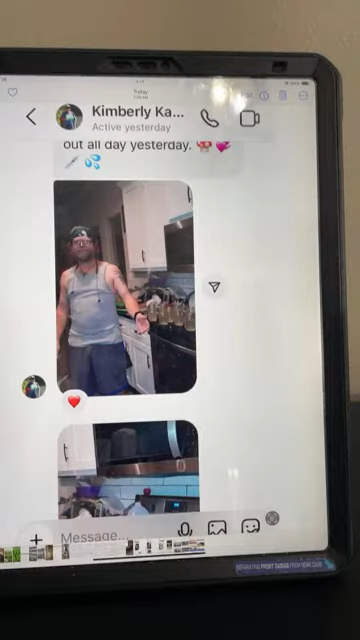 Today
Kimberly Ka...
Active yesterday
out all day yesterday. 🍄 💞
💉 💦
❤️
Message...